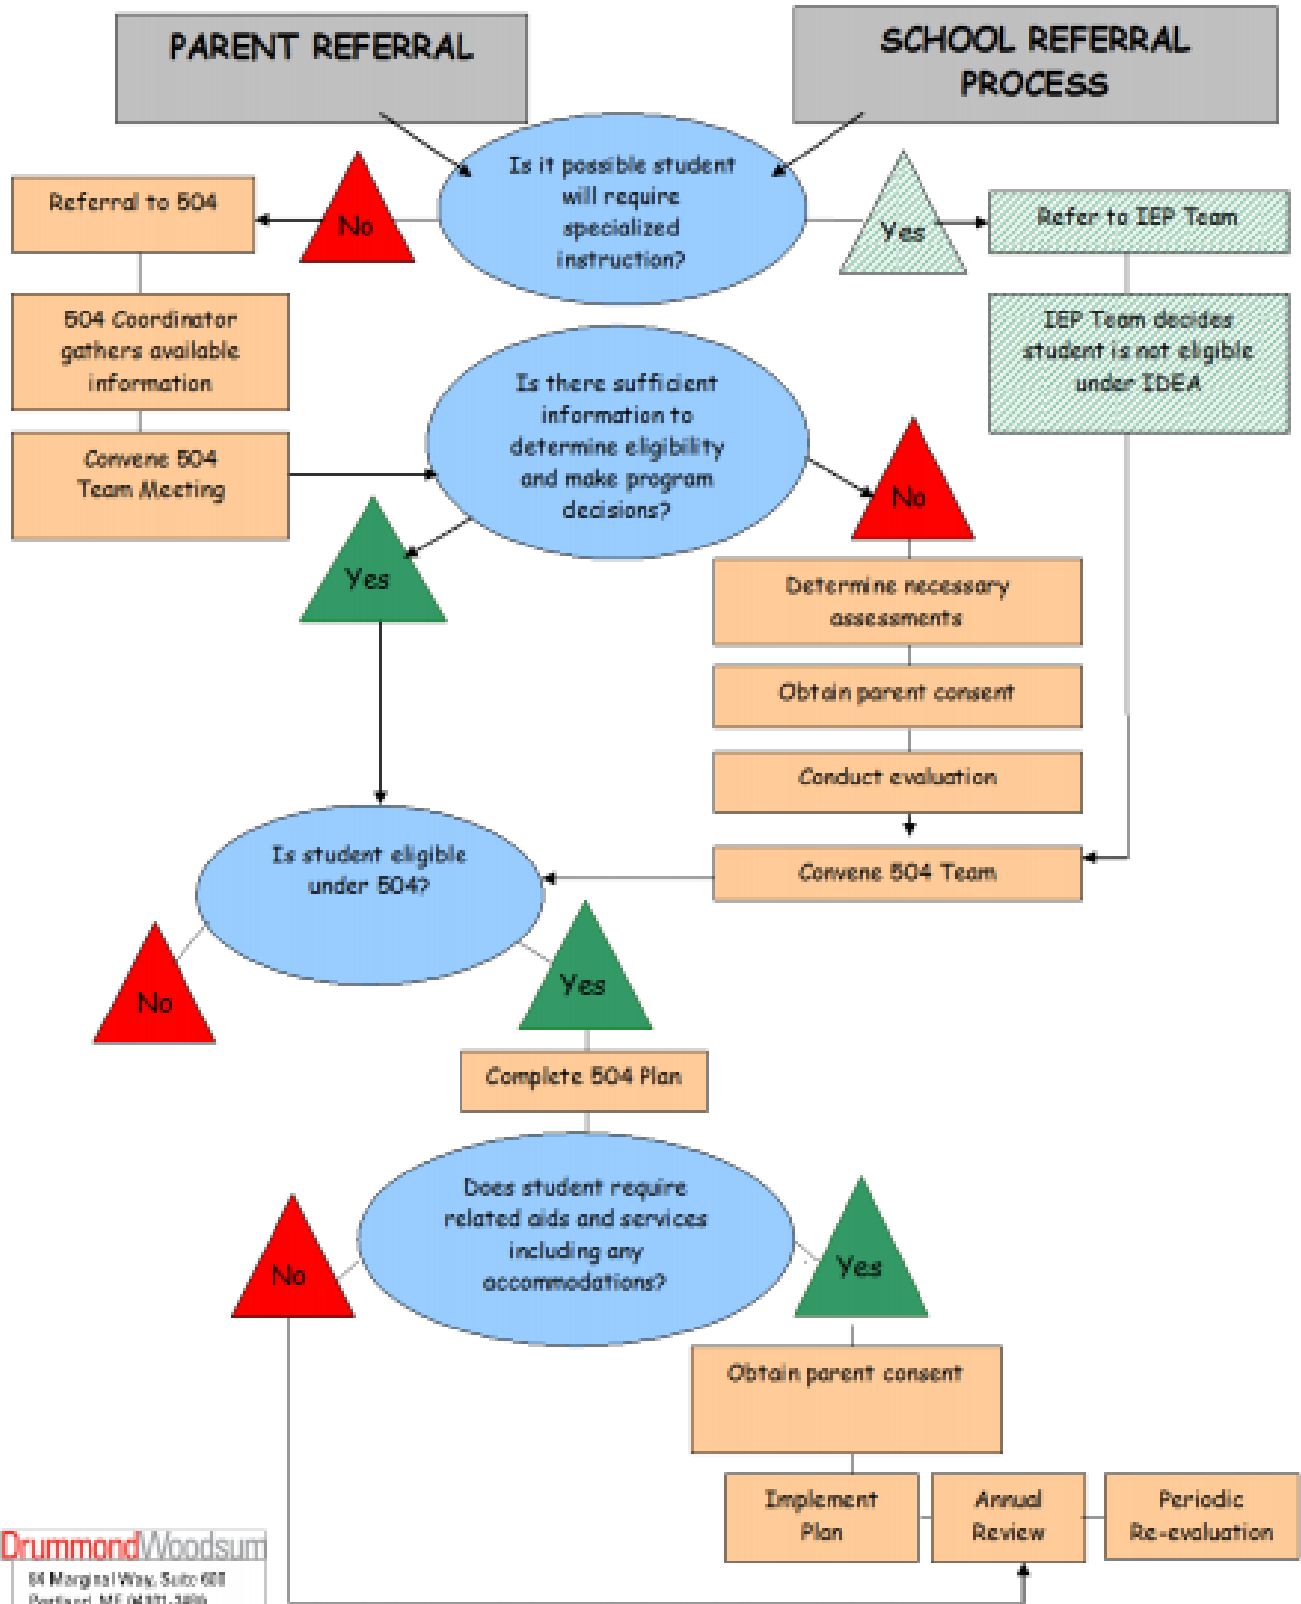 PARENT REFERRAL
SCHOOL REFERRAL
PROCESS
Is it possible student
will require
specialized
instruction?
No
Yes
Referral to 504
Refer to IEP Team
504 Coordinator
gathers available
information
IEP Team decides
student is not eligible
under IDEA
Is there sufficient
information to
determine eligibility
and make program
decisions?
Convene 504
Team Meeting
No
Yes
Determine necessary
assessments
Obtain parent consent
Conduct evaluation
Convene 504 Team
Is student eligible
under 504?
No
Yes
Complete 504 Plan
Does student require
related aids and services
including any
accommodations?
No
Yes
Obtain parent consent
Implement
Plan
Annual
Review
Periodic
Re-evaluation
DrummondWoodsum
Marginal Way, Suite
Portland, ME